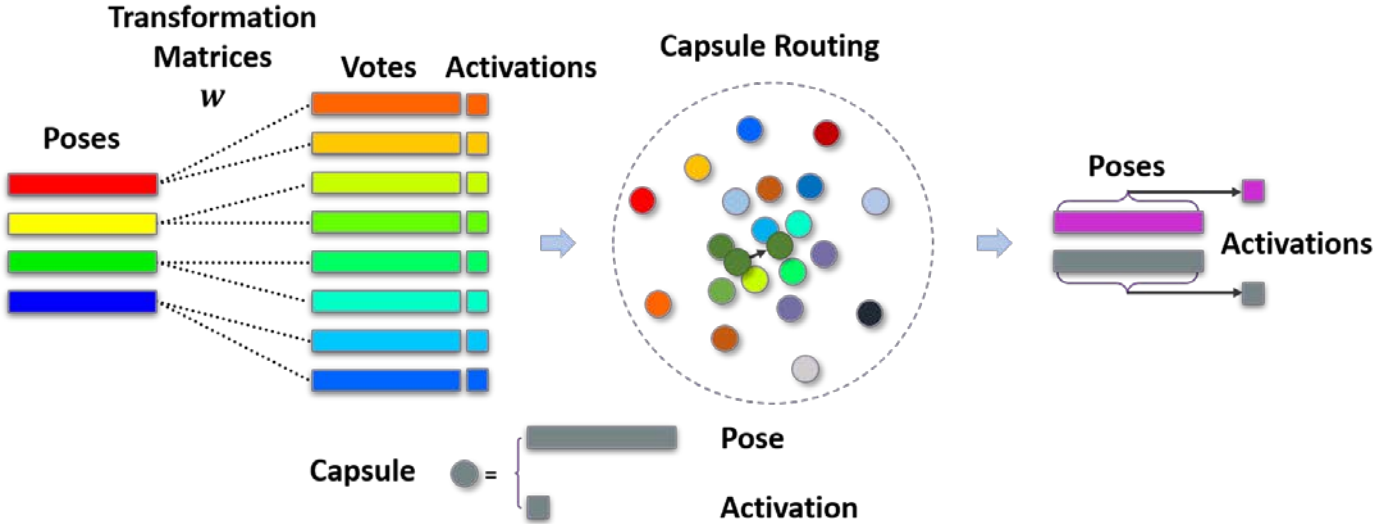 Transformation
Matrices
w
Poses
Votes
Activations
Capsule Routing
Poses
Activations
Capsule
=
Pose
Activation